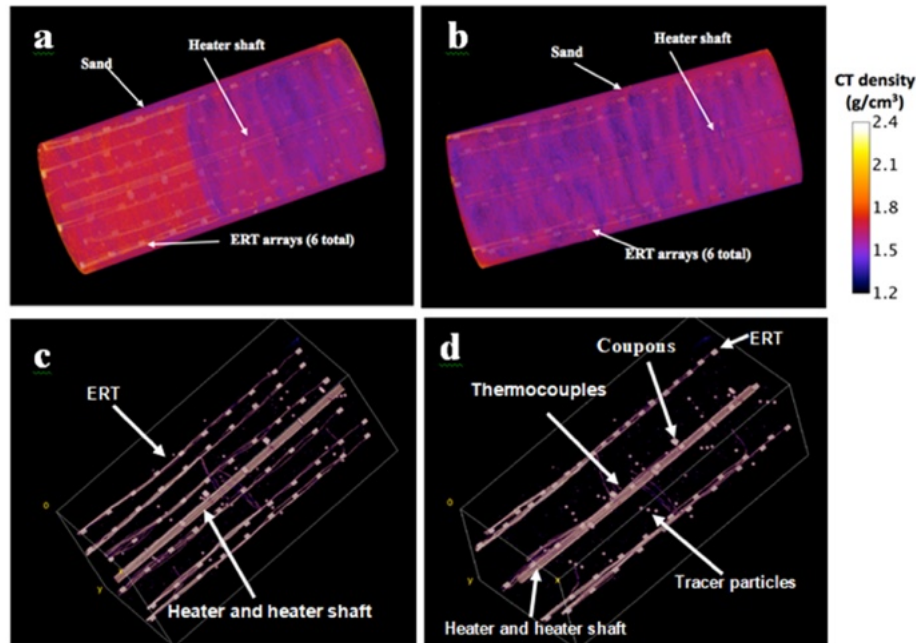 a
Sand
Heater shaft
ERT arrays (6 total)
b
Sand
Heater shaft
ERT arrays (6 total)
CT density
(g/cm³)
2.4
2.1
1.8
1.5
1.2
c
ERT
o
y
Heater and heater shaft
d
ERT
Coupons
Thermocouples
o
y
x
Tracer particles
Heater and heater shaft